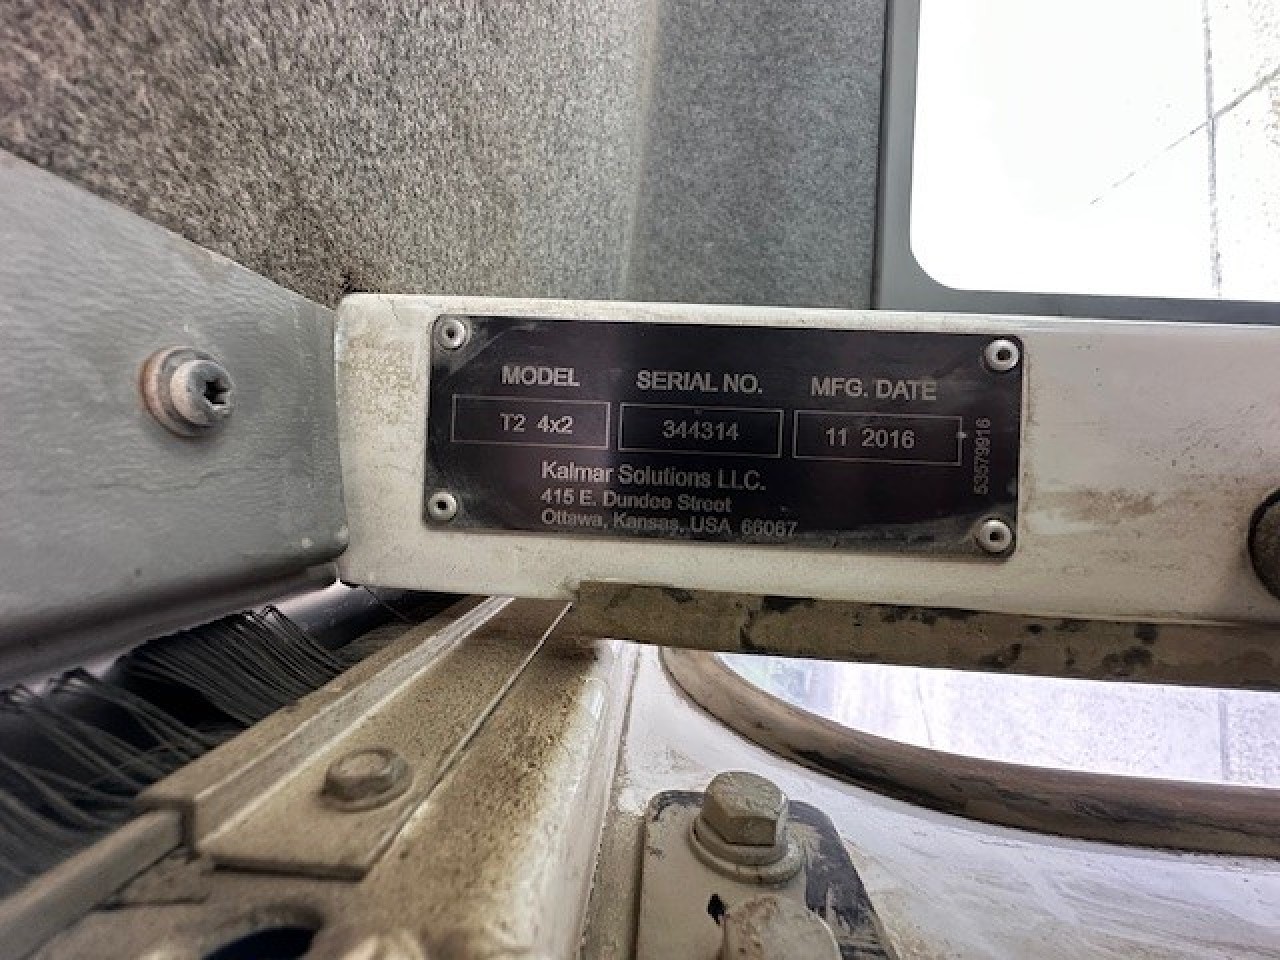 MODEL SERIAL NO. MFG. DATE
T2 4x2 344314 11 2016
Kalmar Solutions LLC.
415 E. Dundee Street
Ottawa, Kansas, USA 66067
53579916